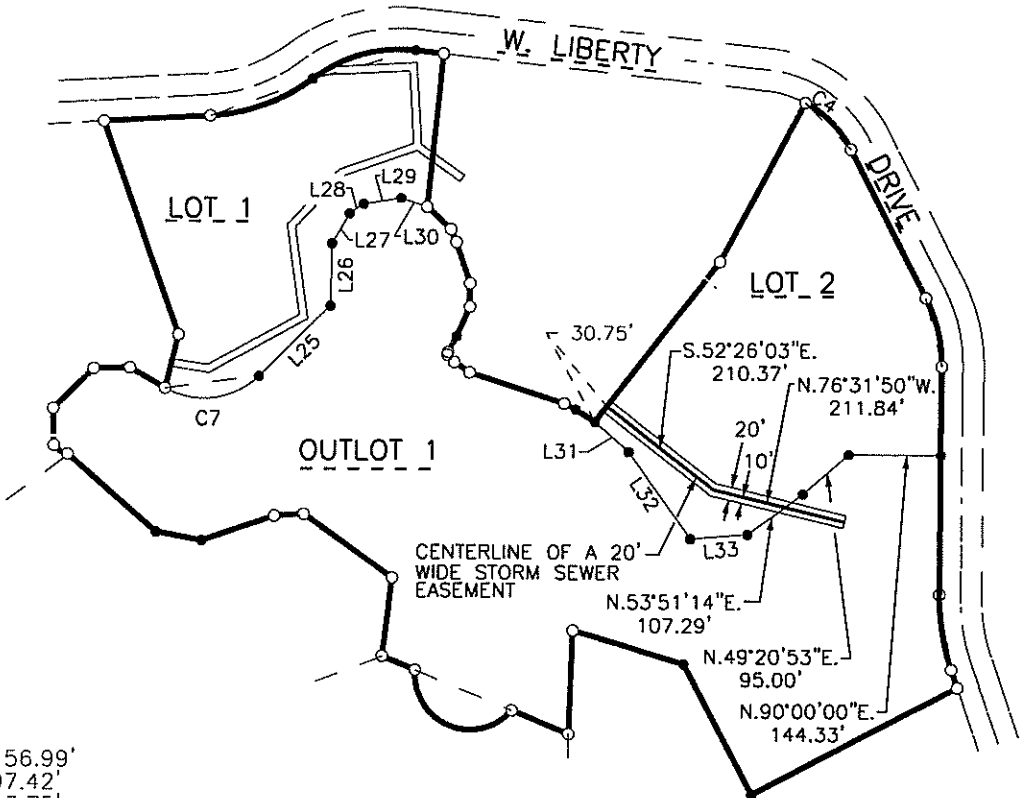 W. LIBERTY
C4
DRIVE
L29
L28
LOT 1
L27
L30
L26
LOT 2
L25
30.75'
S.52°26'03"E.
210.37'
N.76°31'50"W.
211.84'
C7
20'
10'
OUTLOT 1
L31
L32
L33
CENTERLINE OF A 20'
WIDE STORM SEWER
EASEMENT
N.53°51'14"E.
107.29'
N.49°20'53"E.
95.00'
N.90°00'00"E.
144.33'
56.99'
7.42'